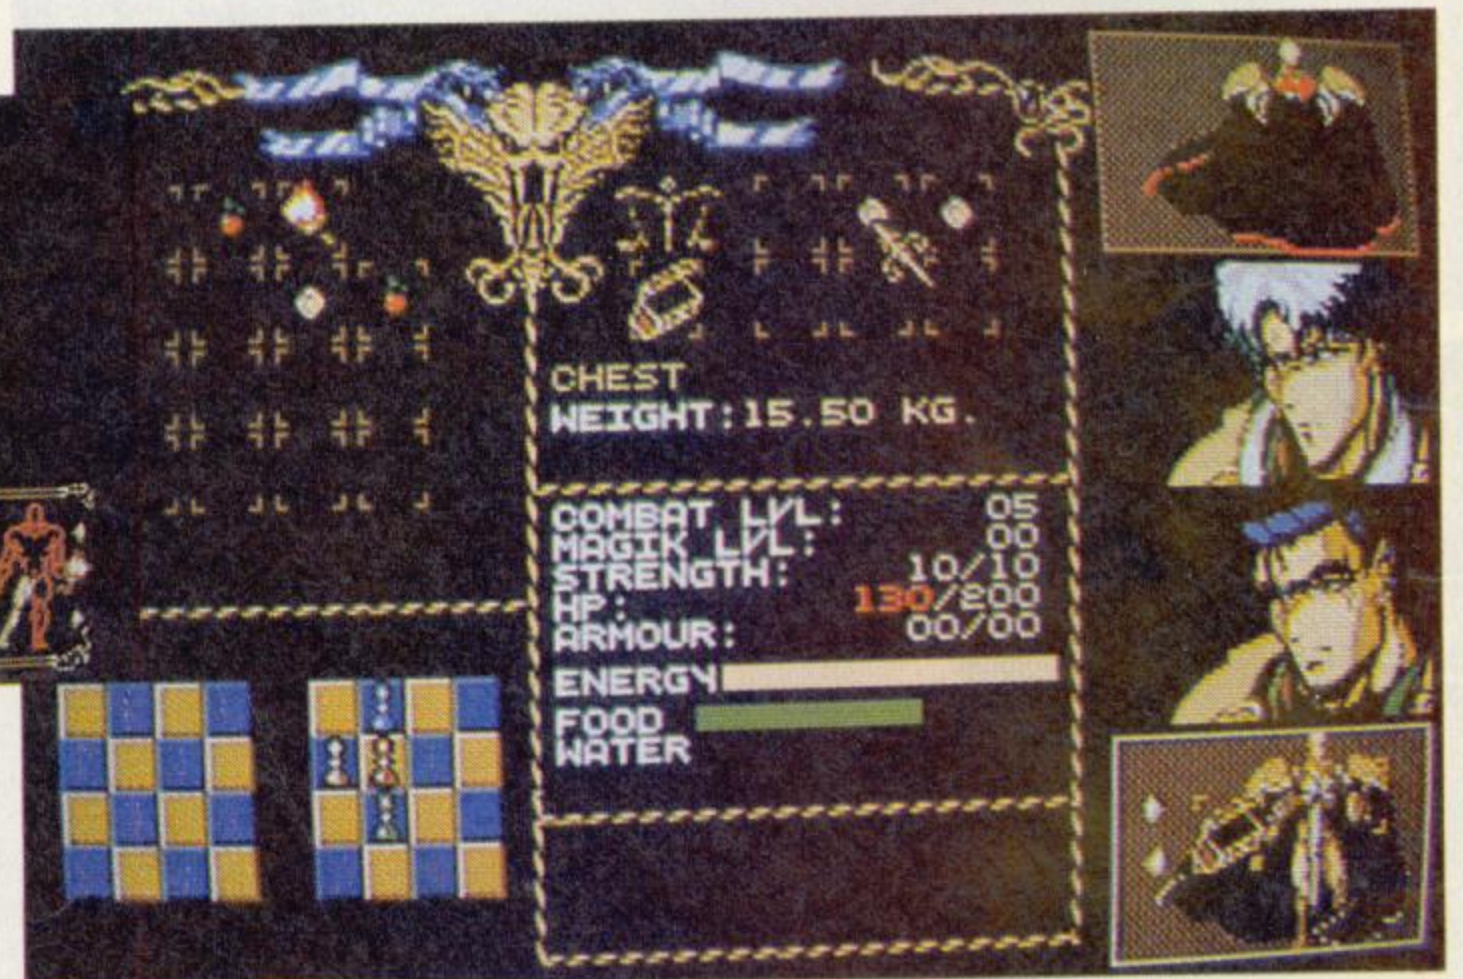 CHEST
WEIGHT:15.50 KG.
COMBAT LVL: 05
MAGIK LVL: 00
STRENGTH: 10/10
HP: 130/200
ARMOUR: 00/00
ENERGY
FOOD
WATER